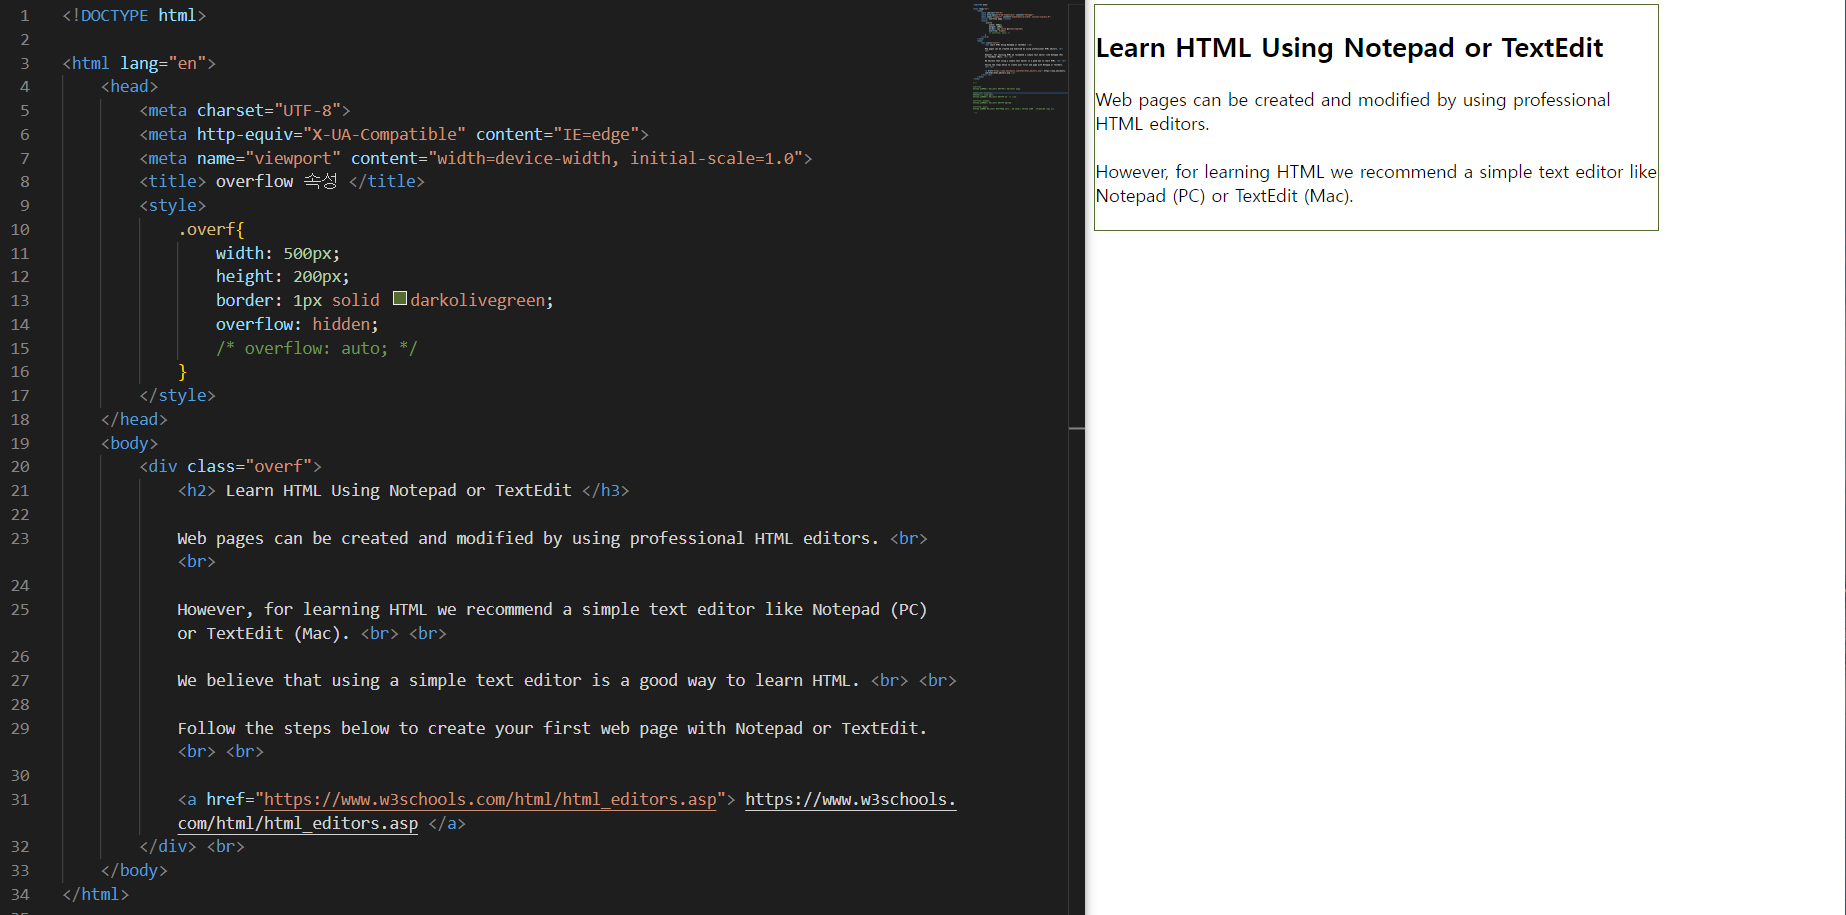 1 <!DOCTYPE html>
2
3 <html lang="en">
4 <head>
5 <meta charset="UTF-8">
6 <meta http-equiv="X-UA-Compatible" content="IE=edge">
7 <meta name="viewport" content="width=device-width, initial-scale=1.0">
8 <title> overflow 속성 </title>
9 <style>
10 .overf{
11 width: 500px;
12 height: 200px;
13 border: 1px solid darkolivegreen;
14 overflow: hidden;
15 /* overflow: auto; */
16 }
17 </style>
18 </head>
19 <body>
20 <div class="overf">
21 <h2> Learn HTML Using Notepad or TextEdit </h3>
22
23 Web pages can be created and modified by using professional HTML editors. <br>
<br>
24
25 However, for learning HTML we recommend a simple text editor like Notepad (PC)
or TextEdit (Mac). <br> <br>
26
27 We believe that using a simple text editor is a good way to learn HTML. <br> <br>
28
29 Follow the steps below to create your first web page with Notepad or TextEdit.
<br> <br>
30
31 <a href="https://www.w3schools.com/html/html_editors.asp"> https://www.w3schools.
com/html/html_editors.asp </a>
32 </div> <br>
33 </body>
34 </html>
Learn HTML Using Notepad or TextEdit
Web pages can be created and modified by using professional
HTML editors.
However, for learning HTML we recommend a simple text editor like
Notepad (PC) or TextEdit (Mac).